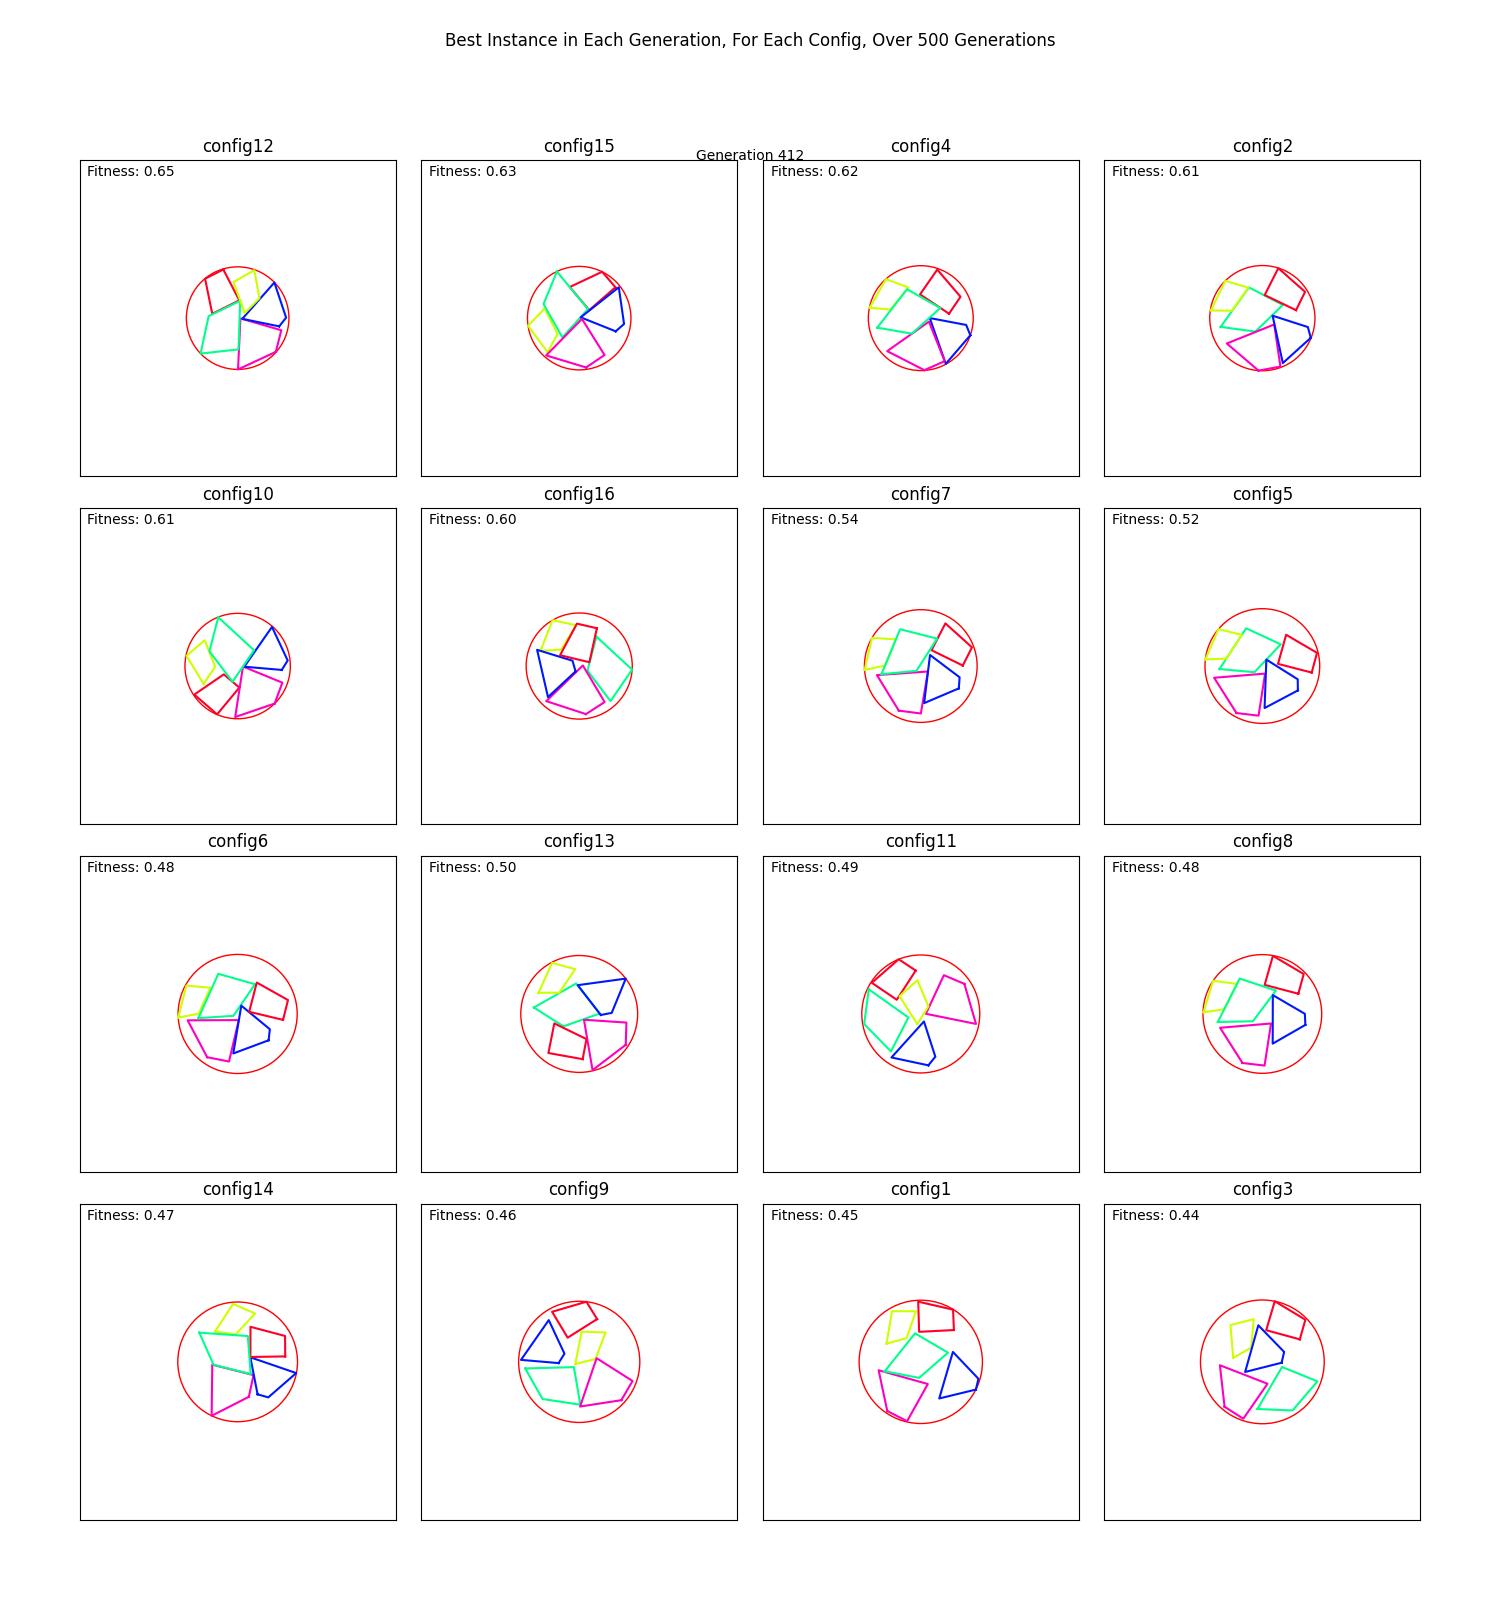 Best Instance in Each Generation, For Each Config, Over 500 Generations
Generation 412
config12
Fitness: 0.65
config15
Fitness: 0.63
config4
Fitness: 0.62
config2
Fitness: 0.61
config10
Fitness: 0.61
config16
Fitness: 0.60
config7
Fitness: 0.54
config5
Fitness: 0.52
config6
Fitness: 0.48
config13
Fitness: 0.50
config11
Fitness: 0.49
config8
Fitness: 0.48
config14
Fitness: 0.47
config9
Fitness: 0.46
config1
Fitness: 0.45
config3
Fitness: 0.44